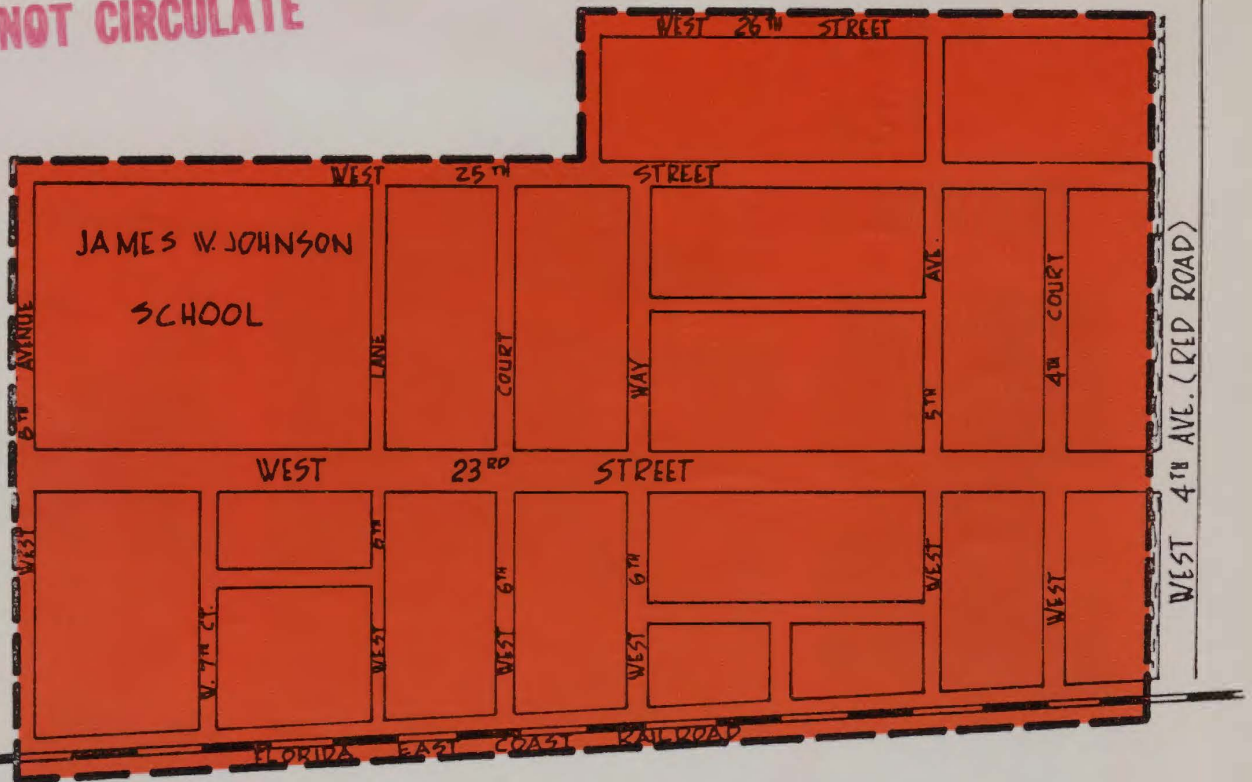 NOT CIRCULATE
WEST 26TH STREET
WEST 25TH STREET
JAMES W. JOHNSON
SCHOOL
WEST 8TH AVENUE
WEST 6TH LANE
WEST 6TH COURT
WEST 6TH WAY
WEST 5TH AVE.
WEST 4TH COURT
WEST 4TH AVE. (RED ROAD)
WEST 23RD STREET
W. 7TH CT.
FLORIDA EAST COAST RAILROAD